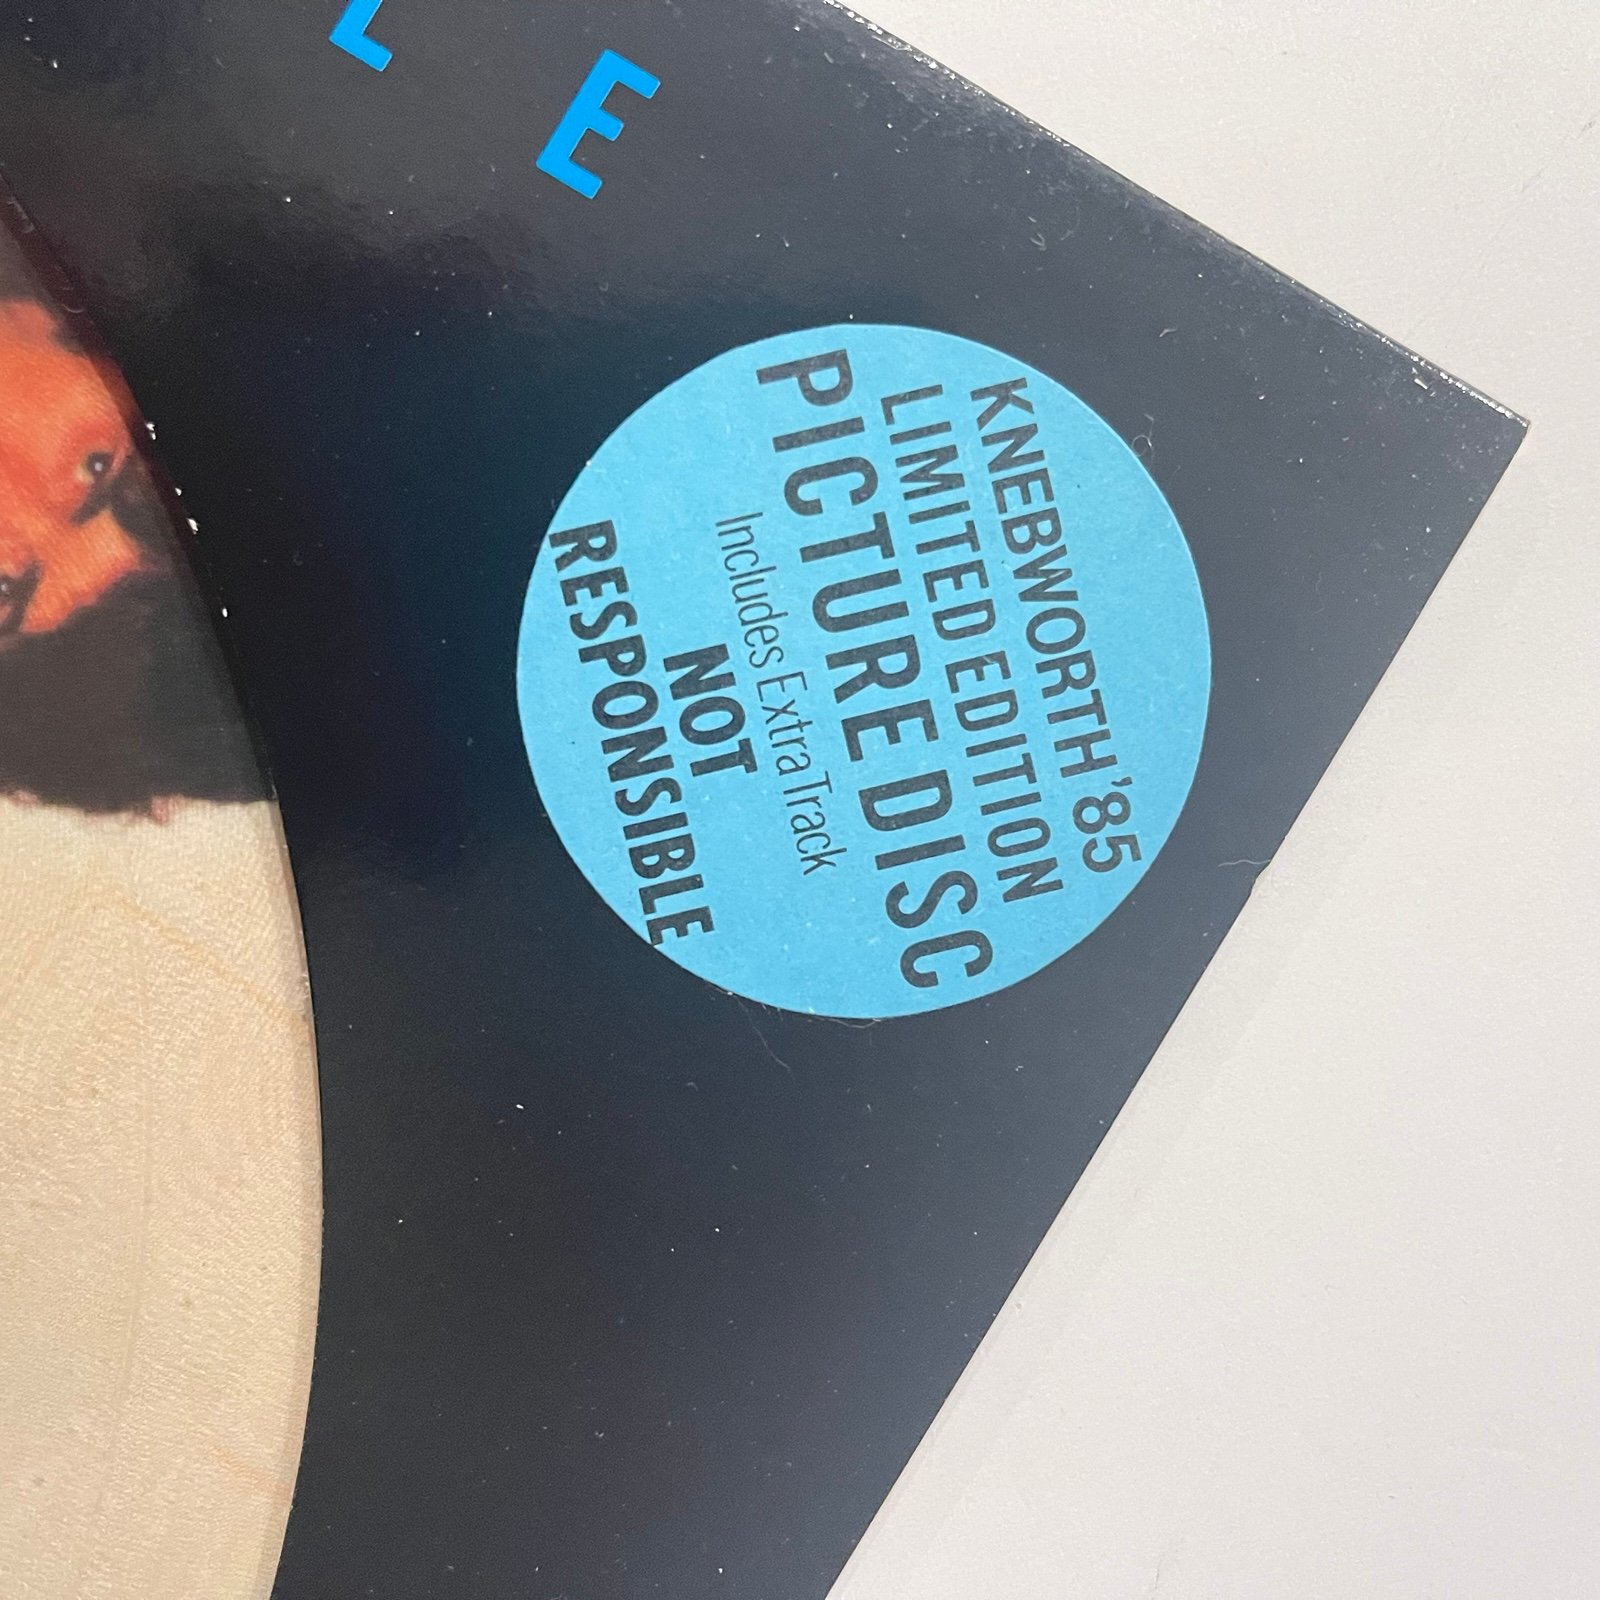 L E
KNEBWORTH '85
LIMITED EDITION
PICTURE DISC
Includes Extra Track
NOT
RESPONSIBLE